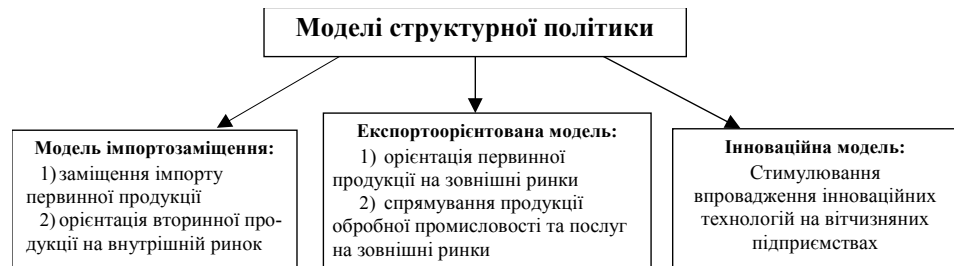 Моделі структурної політики
Модель імпортозаміщення:
1) заміщення імпорту
первинної продукції
2) орієнтація вторинної про-
дукції на внутрішній ринок
Експортоорієнтована модель:
1) орієнтація первинної
продукції на зовнішні ринки
2) спрямування продукції
обробної промисловості та послуг
на зовнішні ринки
Інноваційна модель:
Стимулювання
впровадження інноваційних
технологій на вітчизняних
підприємствах